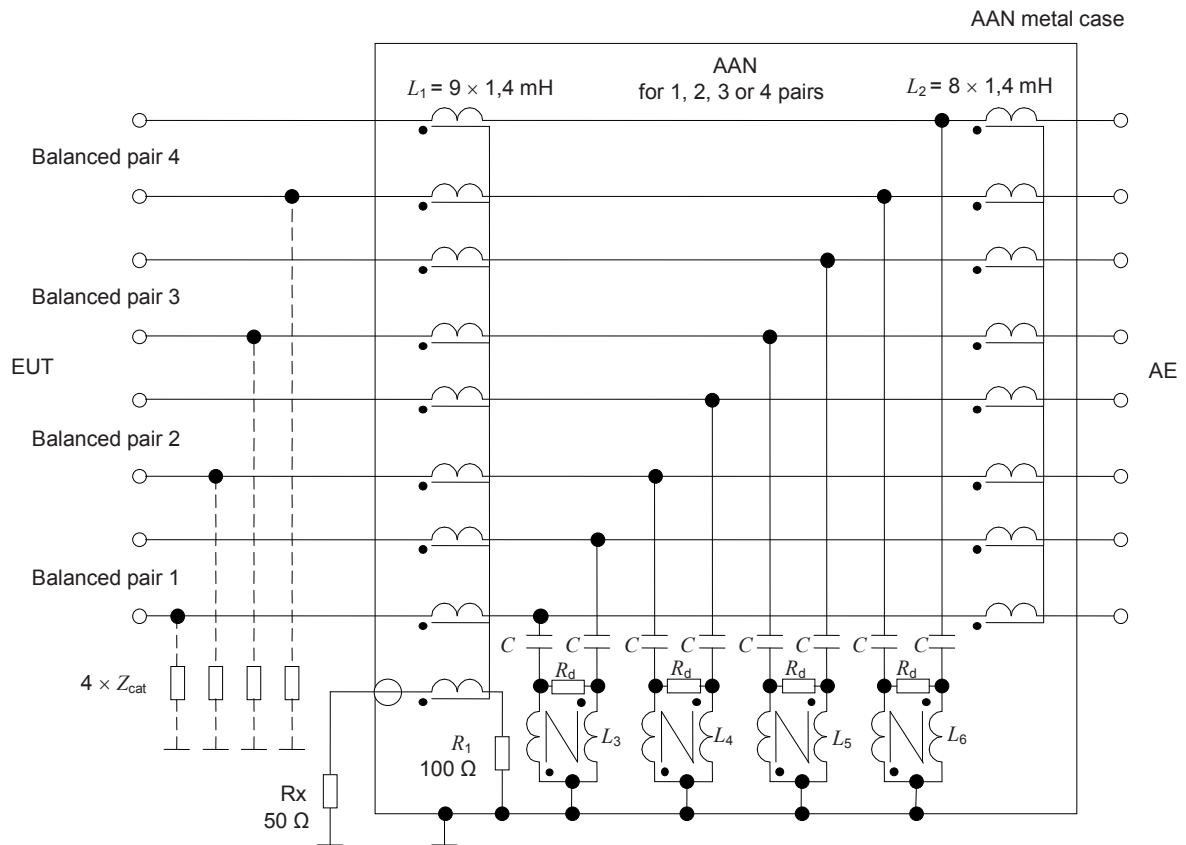 AAN metal case
AAN
for 1, 2, 3 or 4 pairs
L₁ = 9 × 1,4 mH
L₂ = 8 × 1,4 mH
Balanced pair 4
Balanced pair 3
EUT
AE
Balanced pair 2
Balanced pair 1
C C C C C C C C
4 × Zcat
Rd Rd Rd Rd
L₃ L₄ L₅ L₆
R₁
100 Ω
Rx
50 Ω